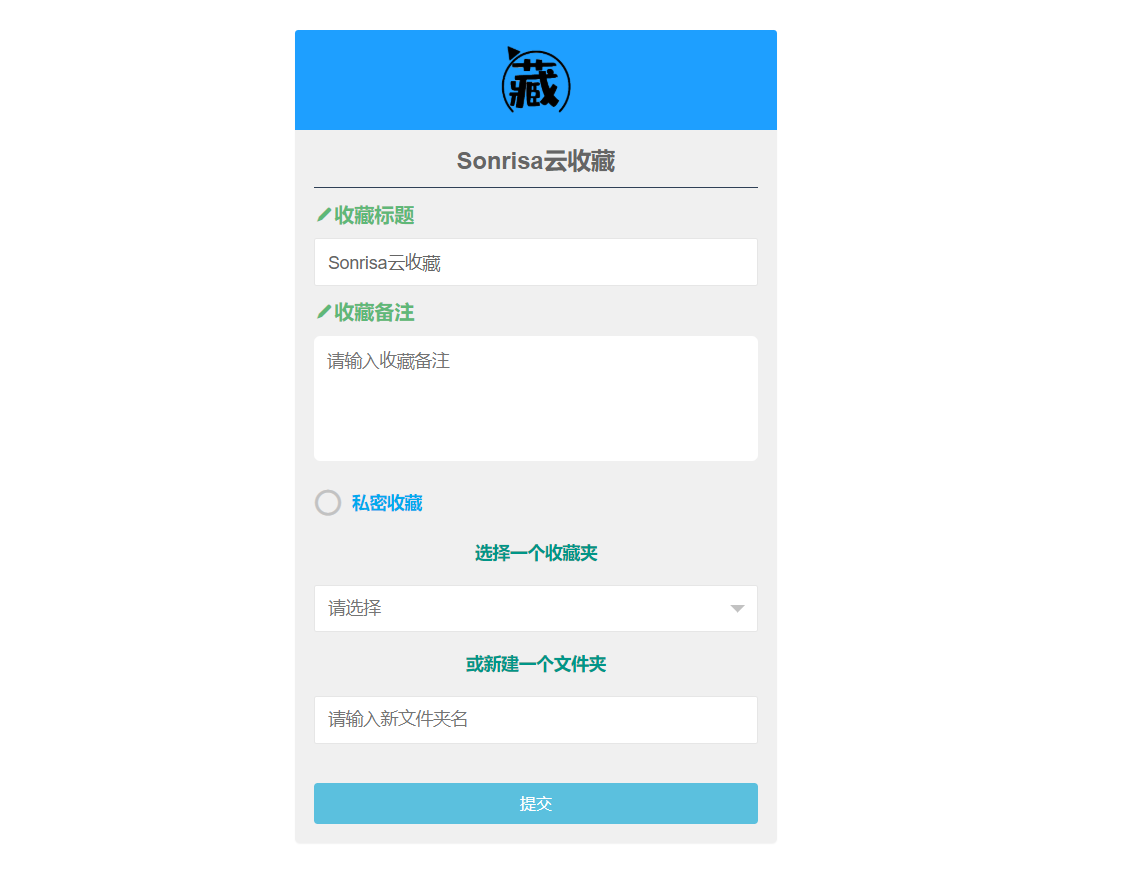 藏
Sonrisa云收藏
收藏标题
Sonrisa云收藏
收藏备注
请输入收藏备注
私密收藏
选择一个收藏夹
请选择
或新建一个文件夹
请输入新文件夹名
提交